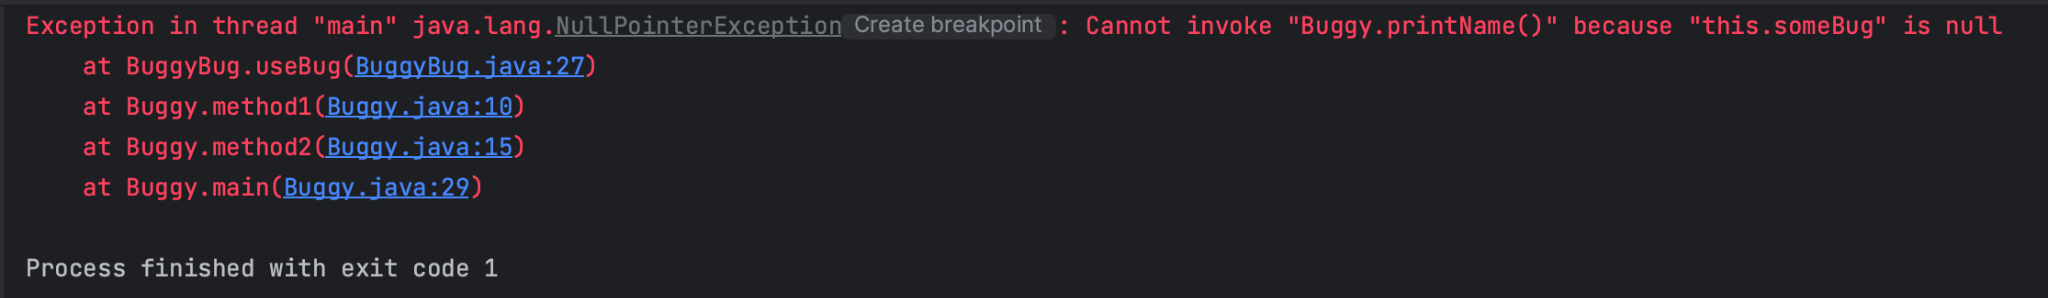 Exception in thread "main" java.lang.NullPointerException Create breakpoint : Cannot invoke "Buggy.printName()" because "this.someBug" is null
    at BuggyBug.useBug(BuggyBug.java:27)
    at Buggy.method1(Buggy.java:10)
    at Buggy.method2(Buggy.java:15)
    at Buggy.main(Buggy.java:29)

Process finished with exit code 1